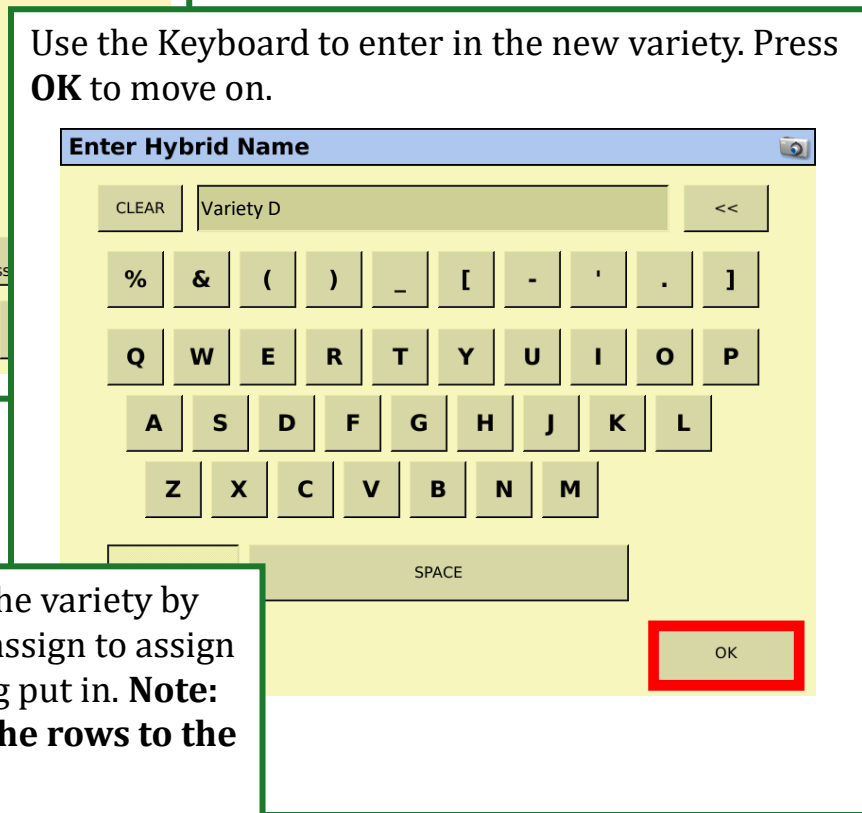 Use the Keyboard to enter in the new variety. Press
OK to move on.
Enter Hybrid Name
CLEAR Variety D <<
% & ( ) _ [ - ' . ]
Q W E R T Y U I O P
A S D F G H J K L
Z X C V B N M
SPACE
OK
he variety by
assign to assign
g put in. Note:
he rows to the